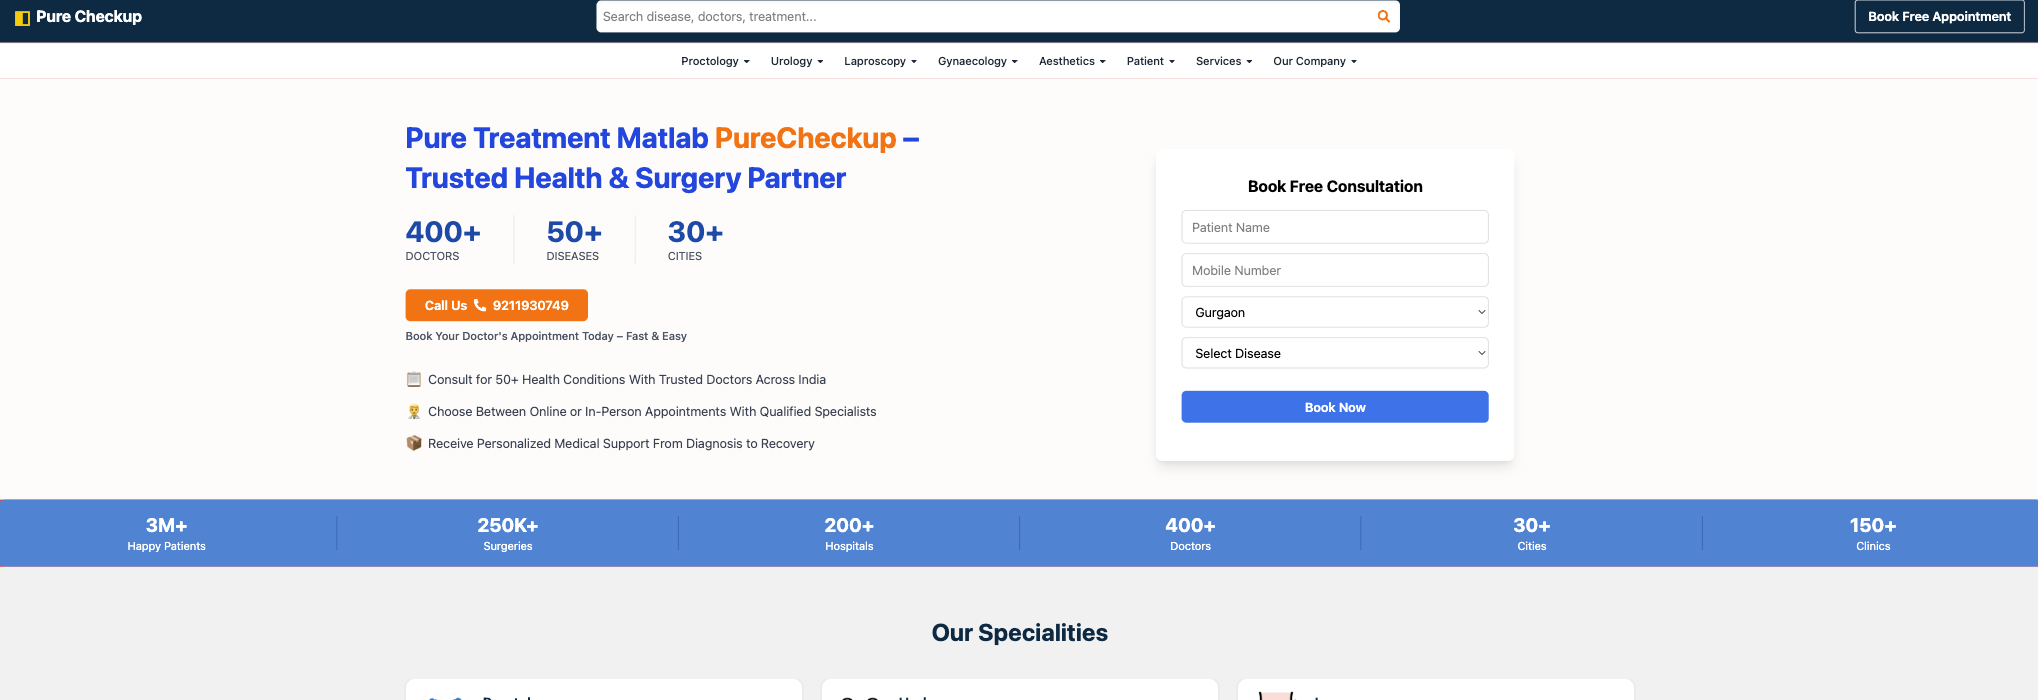 Pure Checkup
Search disease, doctors, treatment...
Book Free Appointment
Proctology
Urology
Laproscopy
Gynaecology
Aesthetics
Patient
Services
Our Company
Pure Treatment Matlab PureCheckup –
Trusted Health & Surgery Partner
400+
DOCTORS
50+
DISEASES
30+
CITIES
Call Us 9211930749
Book Your Doctor's Appointment Today – Fast & Easy
Consult for 50+ Health Conditions With Trusted Doctors Across India
Choose Between Online or In-Person Appointments With Qualified Specialists
Receive Personalized Medical Support From Diagnosis to Recovery
Book Free Consultation
Patient Name
Mobile Number
Gurgaon
Select Disease
Book Now
3M+
Happy Patients
250K+
Surgeries
200+
Hospitals
400+
Doctors
30+
Cities
150+
Clinics
Our Specialities